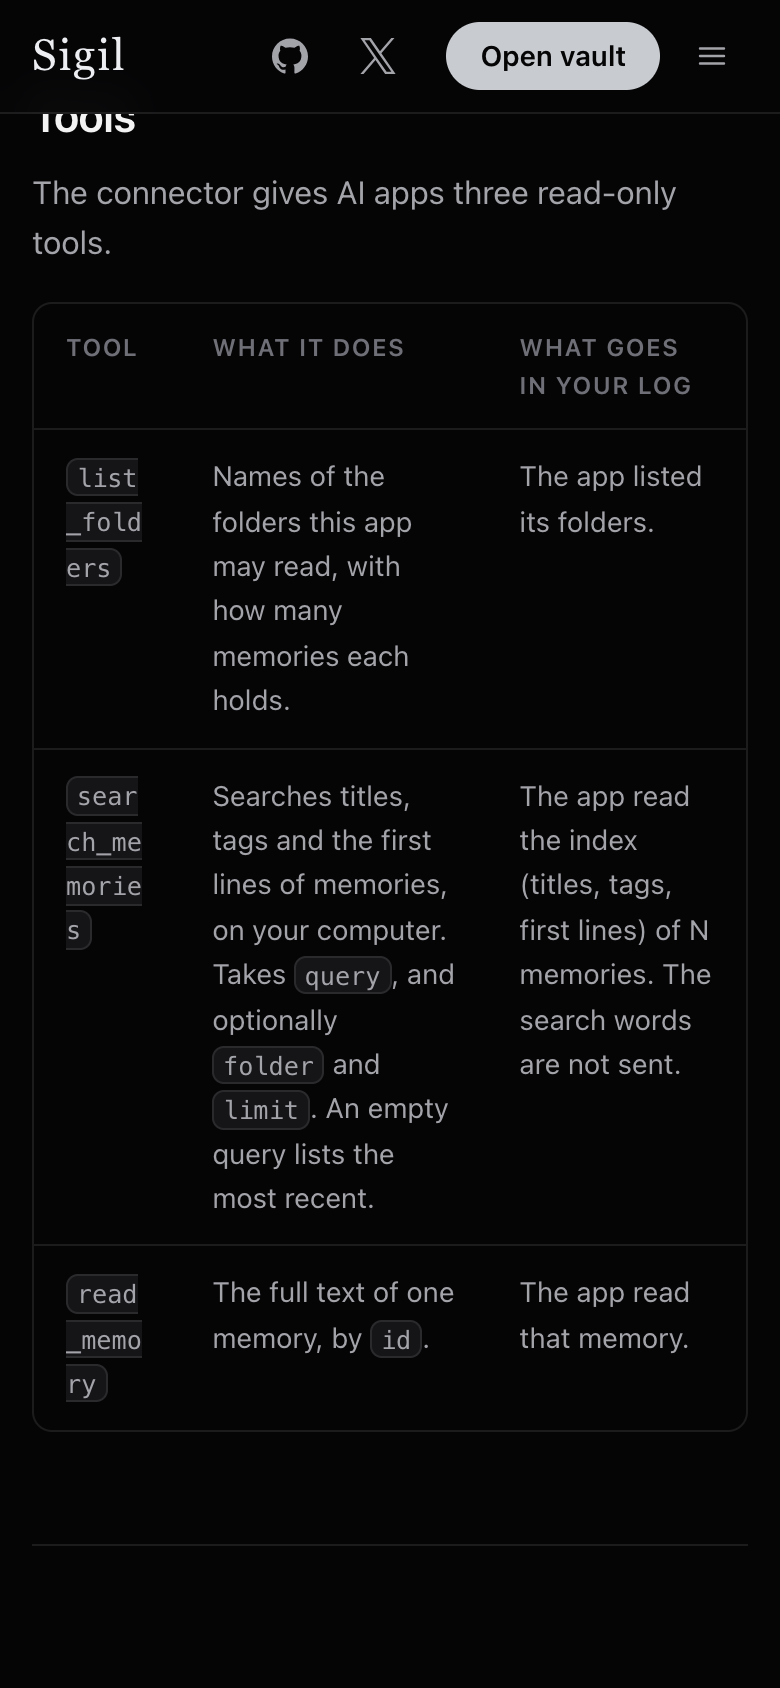 Sigil
Open vault
Tools
The connector gives AI apps three read-only
tools.
TOOL
WHAT IT DOES
WHAT GOES
IN YOUR LOG
list
_fold
ers
Names of the
folders this app
may read, with
how many
memories each
holds.
The app listed
its folders.
sear
ch_me
morie
s
Searches titles,
tags and the first
lines of memories,
on your computer.
Takes query, and
optionally
folder and
limit. An empty
query lists the
most recent.
The app read
the index
(titles, tags,
first lines) of N
memories. The
search words
are not sent.
read
_memo
ry
The full text of one
memory, by id.
The app read
that memory.